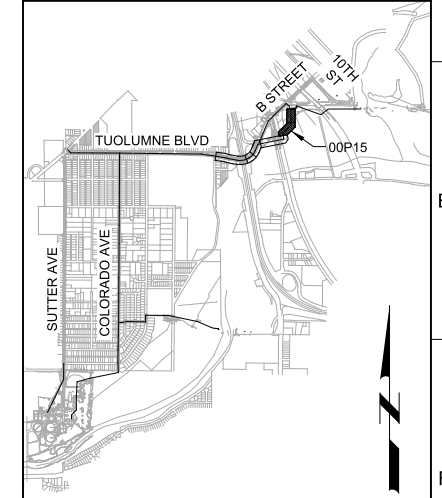 10TH
ST
B STREET
TUOLUMNE BLVD
00P15
SUTTER AVE
COLORADO AVE
N